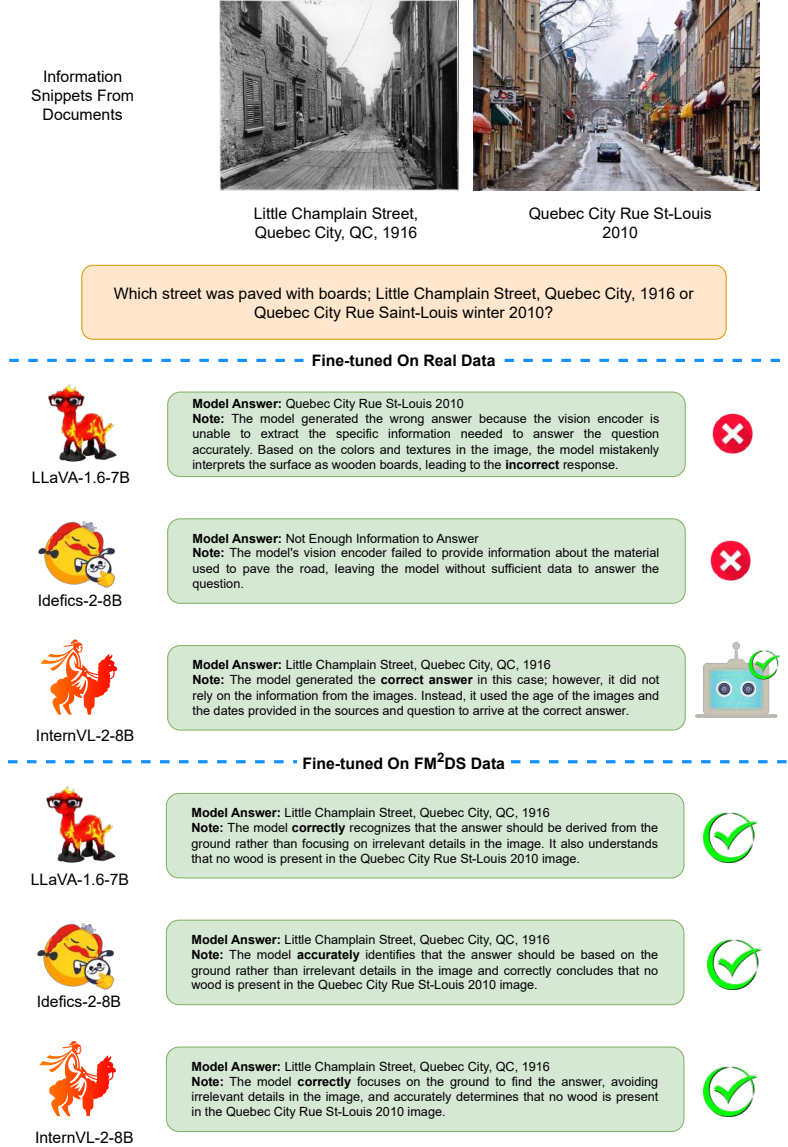 Information
Snippets From
Documents
JOS
Little Champlain Street,
Quebec City, QC, 1916
Quebec City Rue St-Louis
2010
Which street was paved with boards; Little Champlain Street, Quebec City, 1916 or
Quebec City Rue Saint-Louis winter 2010?
Fine-tuned On Real Data
Model Answer: Quebec City Rue St-Louis 2010
Note: The model generated the wrong answer because the vision encoder is
unable to extract the specific information needed to answer the question
accurately. Based on the colors and textures in the image, the model mistakenly
interprets the surface as wooden boards, leading to the incorrect response.
LLaVA-1.6-7B
Model Answer: Not Enough Information to Answer
Note: The model's vision encoder failed to provide information about the material
used to pave the road, leaving the model without sufficient data to answer the
question.
Idefics-2-8B
Model Answer: Little Champlain Street, Quebec City, QC, 1916
Note: The model generated the correct answer in this case; however, it did not
rely on the information from the images. Instead, it used the age of the images and
the dates provided in the sources and question to arrive at the correct answer.
InternVL-2-8B
Fine-tuned On FM²DS Data
Model Answer: Little Champlain Street, Quebec City, QC, 1916
Note: The model correctly recognizes that the answer should be derived from the
ground rather than focusing on irrelevant details in the image. It also understands
that no wood is present in the Quebec City Rue St-Louis 2010 image.
LLaVA-1.6-7B
Model Answer: Little Champlain Street, Quebec City, QC, 1916
Note: The model accurately identifies that the answer should be based on the
ground rather than irrelevant details in the image and correctly concludes that no
wood is present in the Quebec City Rue St-Louis 2010 image.
Idefics-2-8B
Model Answer: Little Champlain Street, Quebec City, QC, 1916
Note: The model correctly focuses on the ground to find the answer, avoiding
irrelevant details in the image, and accurately determines that no wood is present
in the Quebec City Rue St-Louis 2010 image.
InternVL-2-8B